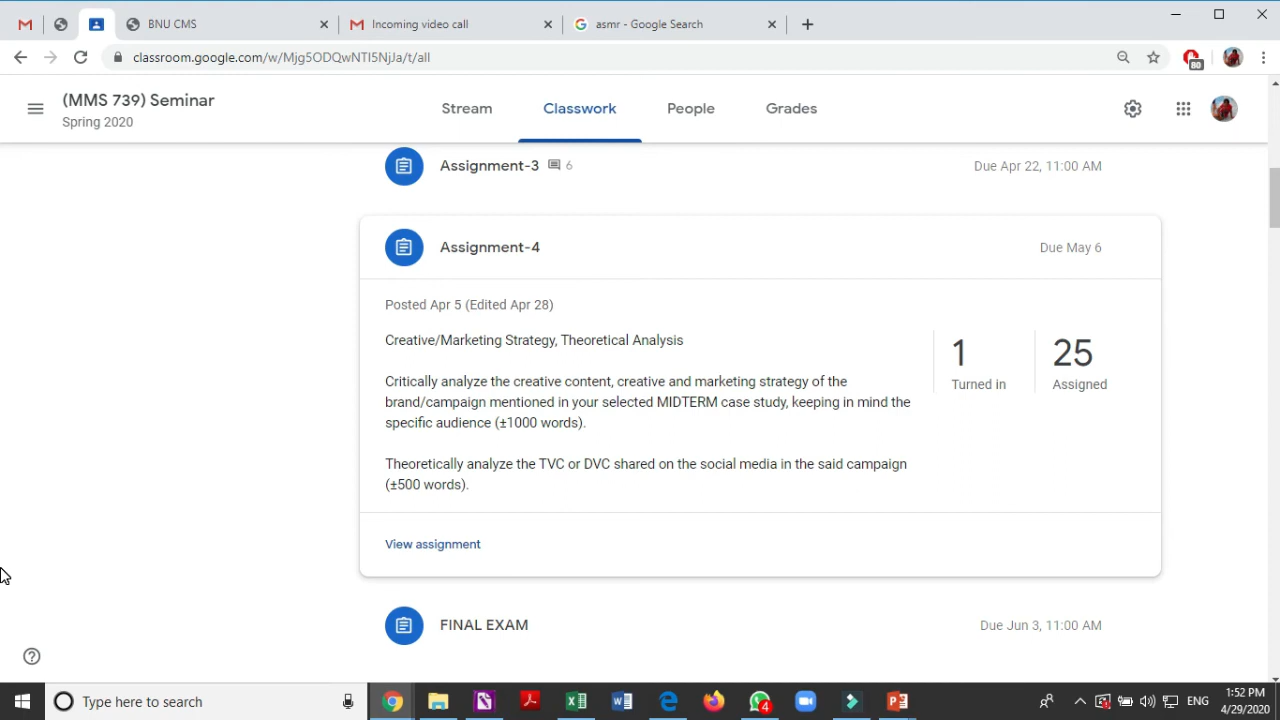 BNU CMS
Incoming video call
asmr - Google Search
classroom.google.com/w/Mjg5ODQwNTI5NjJa/t/all
80
(MMS 739) Seminar
Spring 2020
Stream
Classwork
People
Grades
Assignment-3
6
Due Apr 22, 11:00 AM
Assignment-4
Due May 6
Posted Apr 5 (Edited Apr 28)
Creative/Marketing Strategy, Theoretical Analysis
Critically analyze the creative content, creative and marketing strategy of the
brand/campaign mentioned in your selected MIDTERM case study, keeping in mind the
specific audience (±1000 words).
Theoretically analyze the TVC or DVC shared on the social media in the said campaign
(±500 words).
1
Turned in
25
Assigned
View assignment
FINAL EXAM
Due Jun 3, 11:00 AM
Type here to search
4
ENG
1:52 PM
4/29/2020